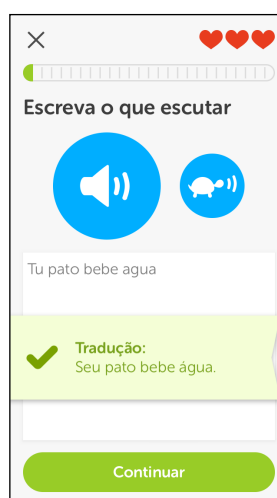 Escreva o que escutar
Tu pato bebe agua
Tradução:
Seu pato bebe água.
Continuar